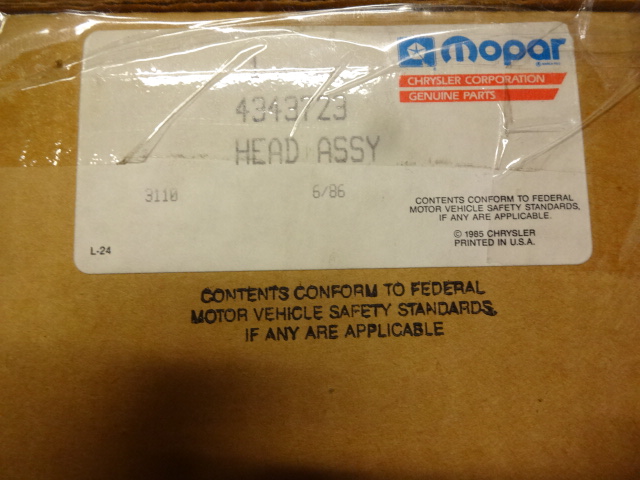 Mopar
CHRYSLER CORPORATION
GENUINE PARTS
1
4343723
HEAD ASSY
3110 6/86
CONTENTS CONFORM TO FEDERAL
MOTOR VEHICLE SAFETY STANDARDS,
IF ANY ARE APPLICABLE.
© 1985 CHRYSLER
PRINTED IN U.S.A.
L-24
CONTENTS CONFORM TO FEDERAL
MOTOR VEHICLE SAFETY STANDARDS,
IF ANY ARE APPLICABLE